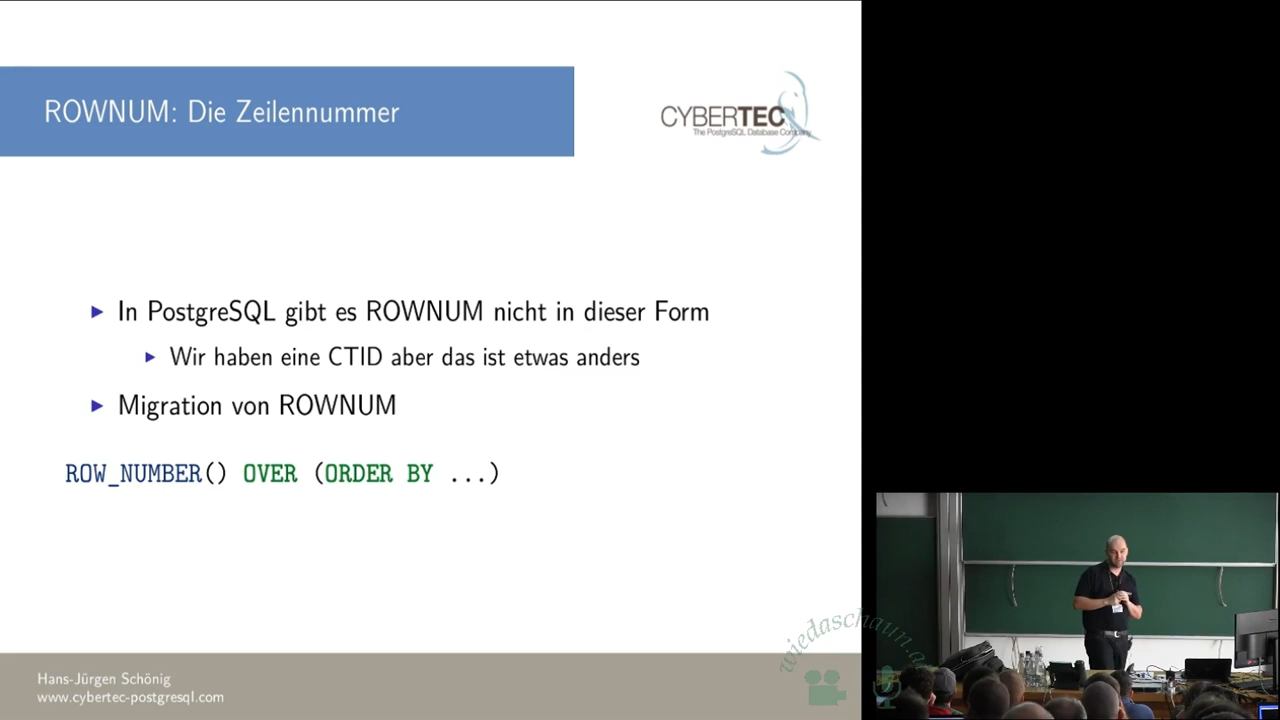 ROWNUM: Die Zeilennummer
CYBERTEC
The PostgreSQL Database Company
In PostgreSQL gibt es ROWNUM nicht in dieser Form
Wir haben eine CTID aber das ist etwas anders
Migration von ROWNUM
ROW_NUMBER() OVER (ORDER BY ...)
Hans-Jürgen Schönig
www.cybertec-postgresql.com